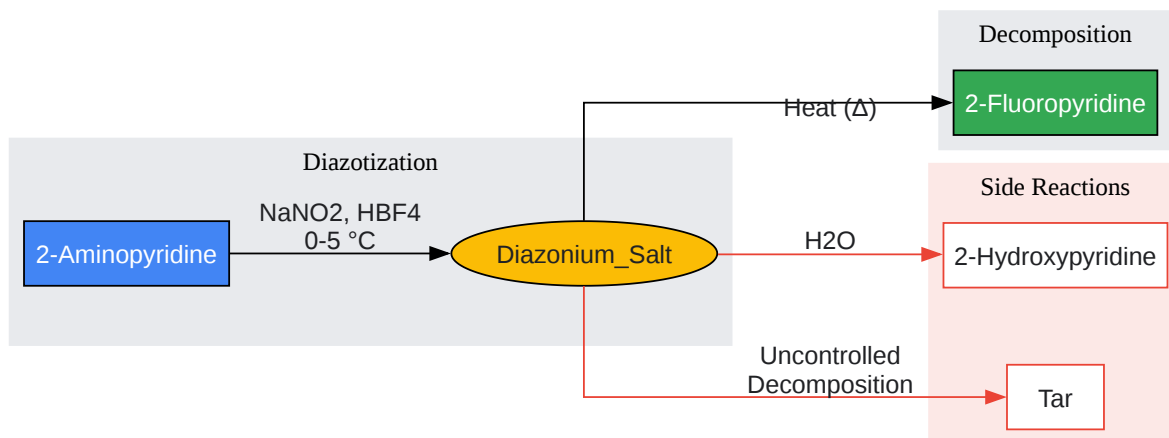 Decomposition
2-Fluoropyridine
Heat (Δ)
Diazotization
Side Reactions
NaNO2, HBF4
0-5 °C
2-Aminopyridine
Diazonium_Salt
H2O
2-Hydroxypyridine
Uncontrolled
Decomposition
Tar